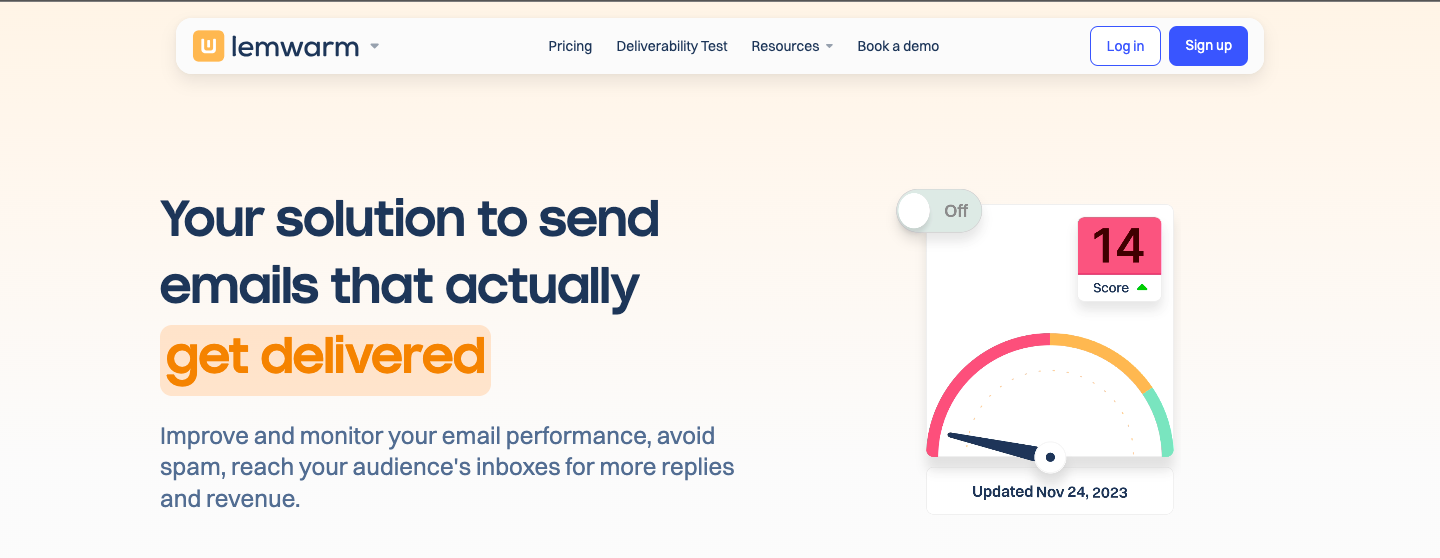 lemwarm
Pricing
Deliverability Test
Resources
Book a demo
Log in
Sign up
Your solution to send
emails that actually
get delivered
Improve and monitor your email performance, avoid
spam, reach your audience's inboxes for more replies
and revenue.
Off
14
Score
Updated Nov 24, 2023